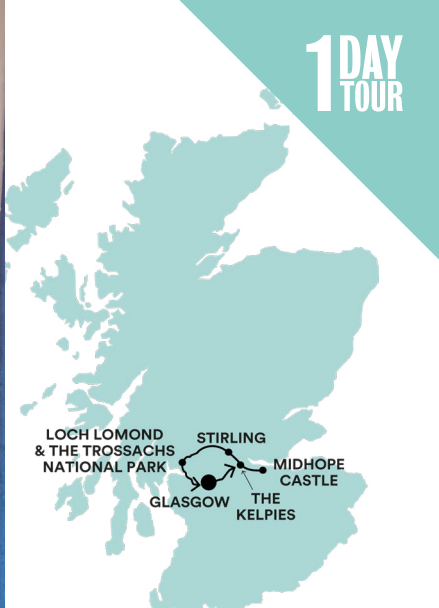 1 DAY
TOUR
LOCH LOMOND
& THE TROSSACHS
NATIONAL PARK
STIRLING
MIDHOPE
CASTLE
GLASGOW
THE
KELPIES